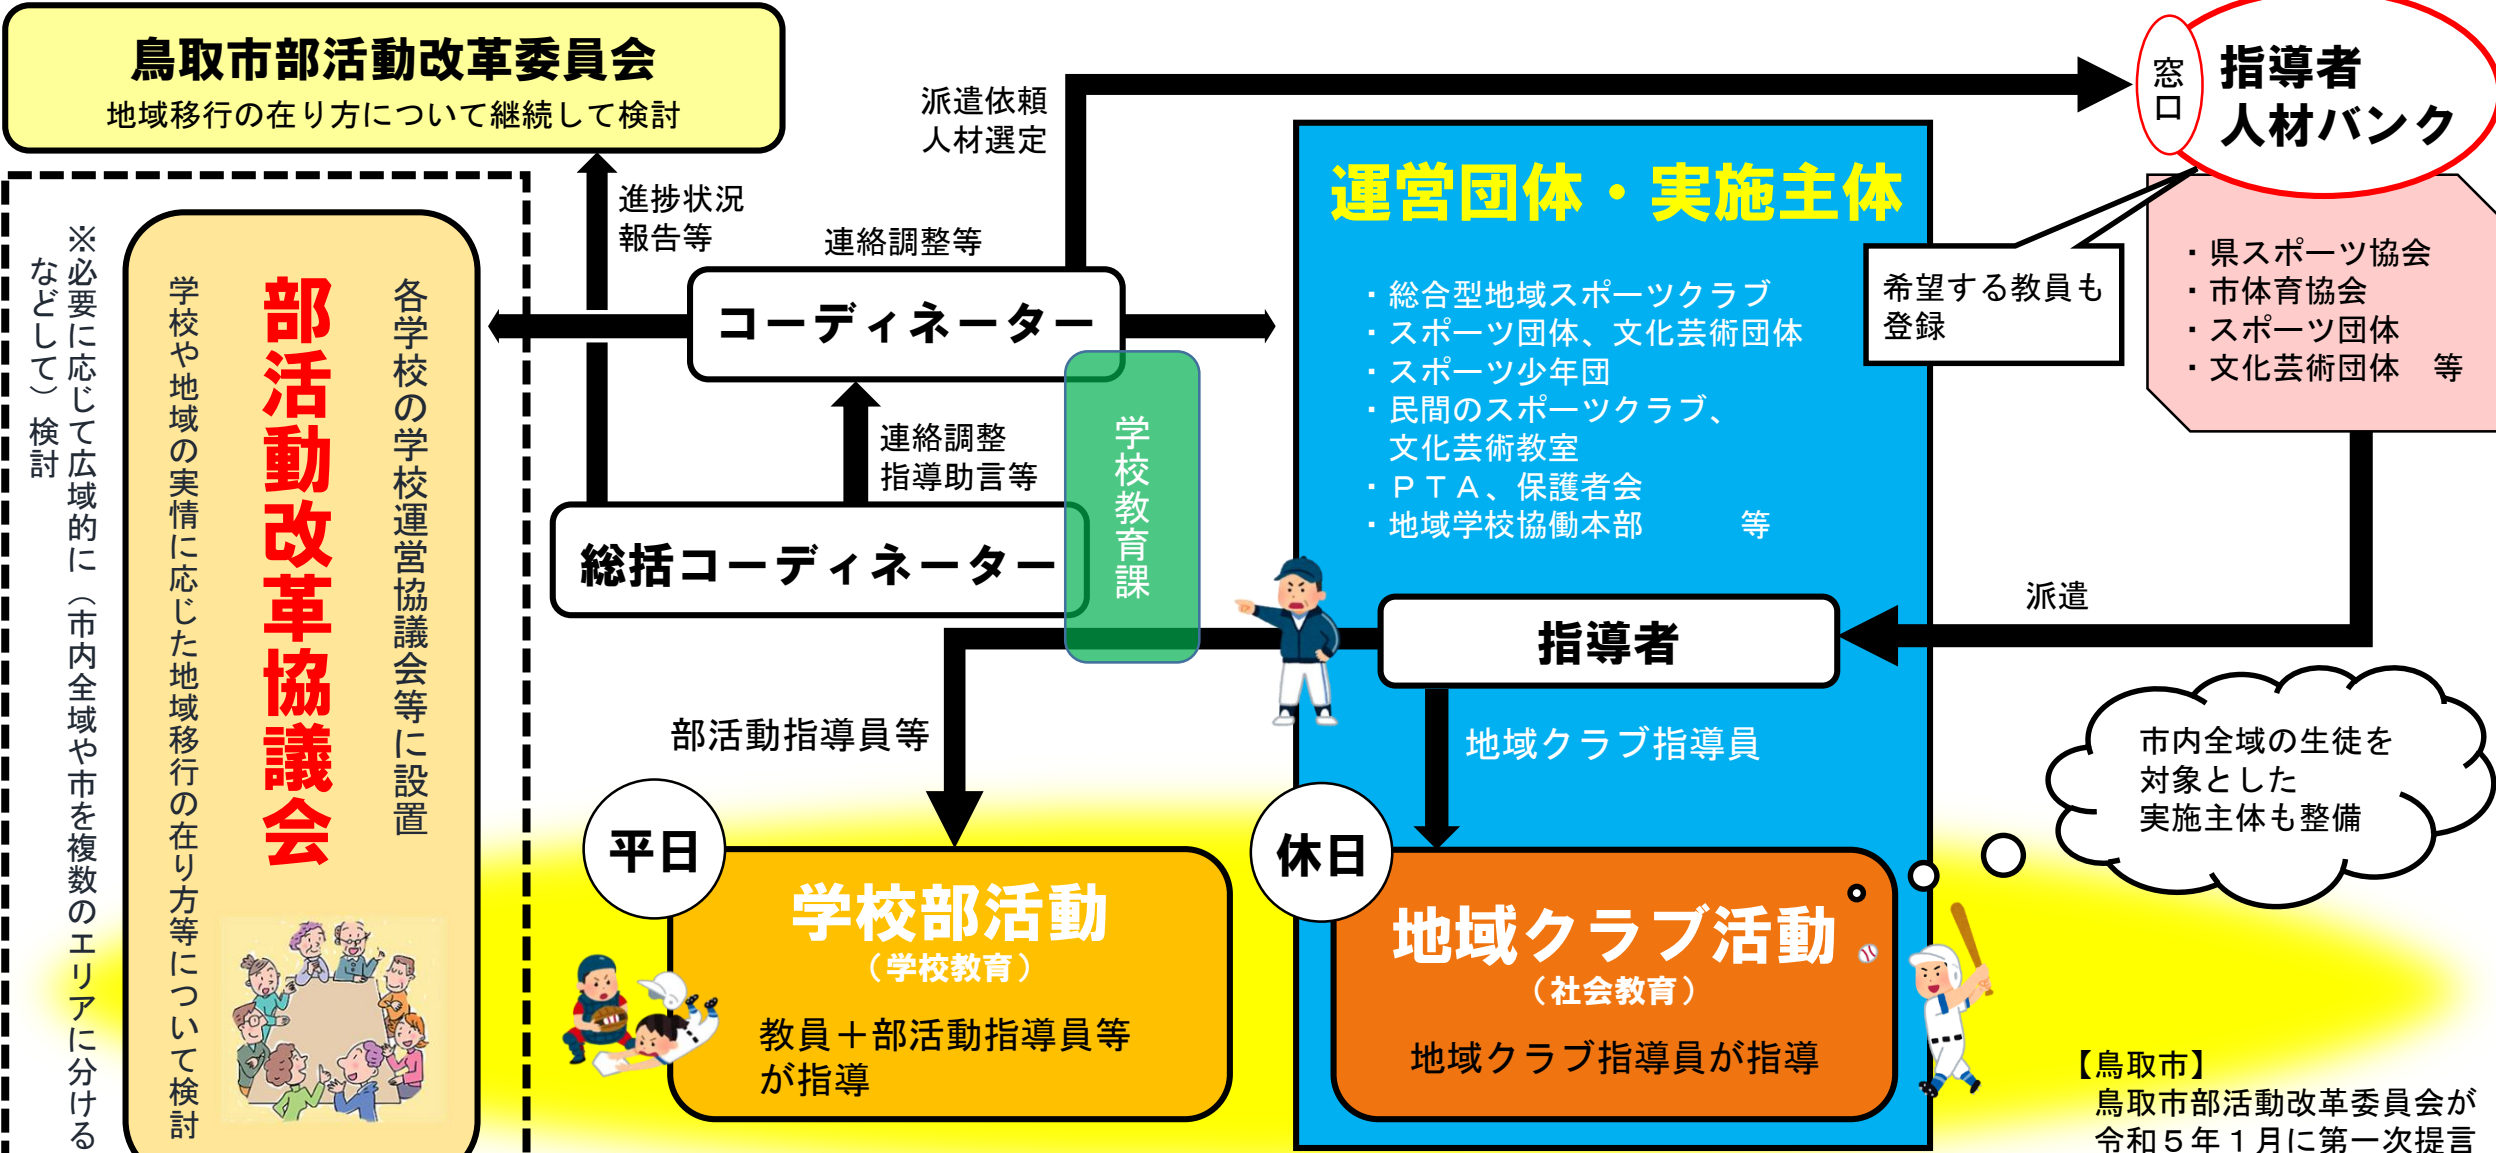 鳥取市部活動改革委員会
地域移行の在り方について継続して検討
進捗状況
報告等
派遣依頼
人材選定
連絡調整等
コーディネーター
連絡調整
指導助言等
総括コーディネーター
学校教育課
各学校の学校運営協議会等に設置
部活動改革協議会
学校や地域の実情に応じた地域移行の在り方等について検討
※必要に応じて広域的に（市内全域や市を複数のエリアに分ける
などして）検討
運営団体・実施主体
・総合型地域スポーツクラブ
・スポーツ団体、文化芸術団体
・スポーツ少年団
・民間のスポーツクラブ、
文化芸術教室
・ＰＴＡ、保護者会
・地域学校協働本部　　　等
窓口
指導者
人材バンク
希望する教員も
登録
・県スポーツ協会
・市体育協会
・スポーツ団体
・文化芸術団体　等
派遣
指導者
部活動指導員等
地域クラブ指導員
市内全域の生徒を
対象とした
実施主体も整備
平日
学校部活動
（学校教育）
教員＋部活動指導員等
が指導
休日
地域クラブ活動
（社会教育）
地域クラブ指導員が指導
【鳥取市】
鳥取市部活動改革委員会が
令和５年１月に第一次提言